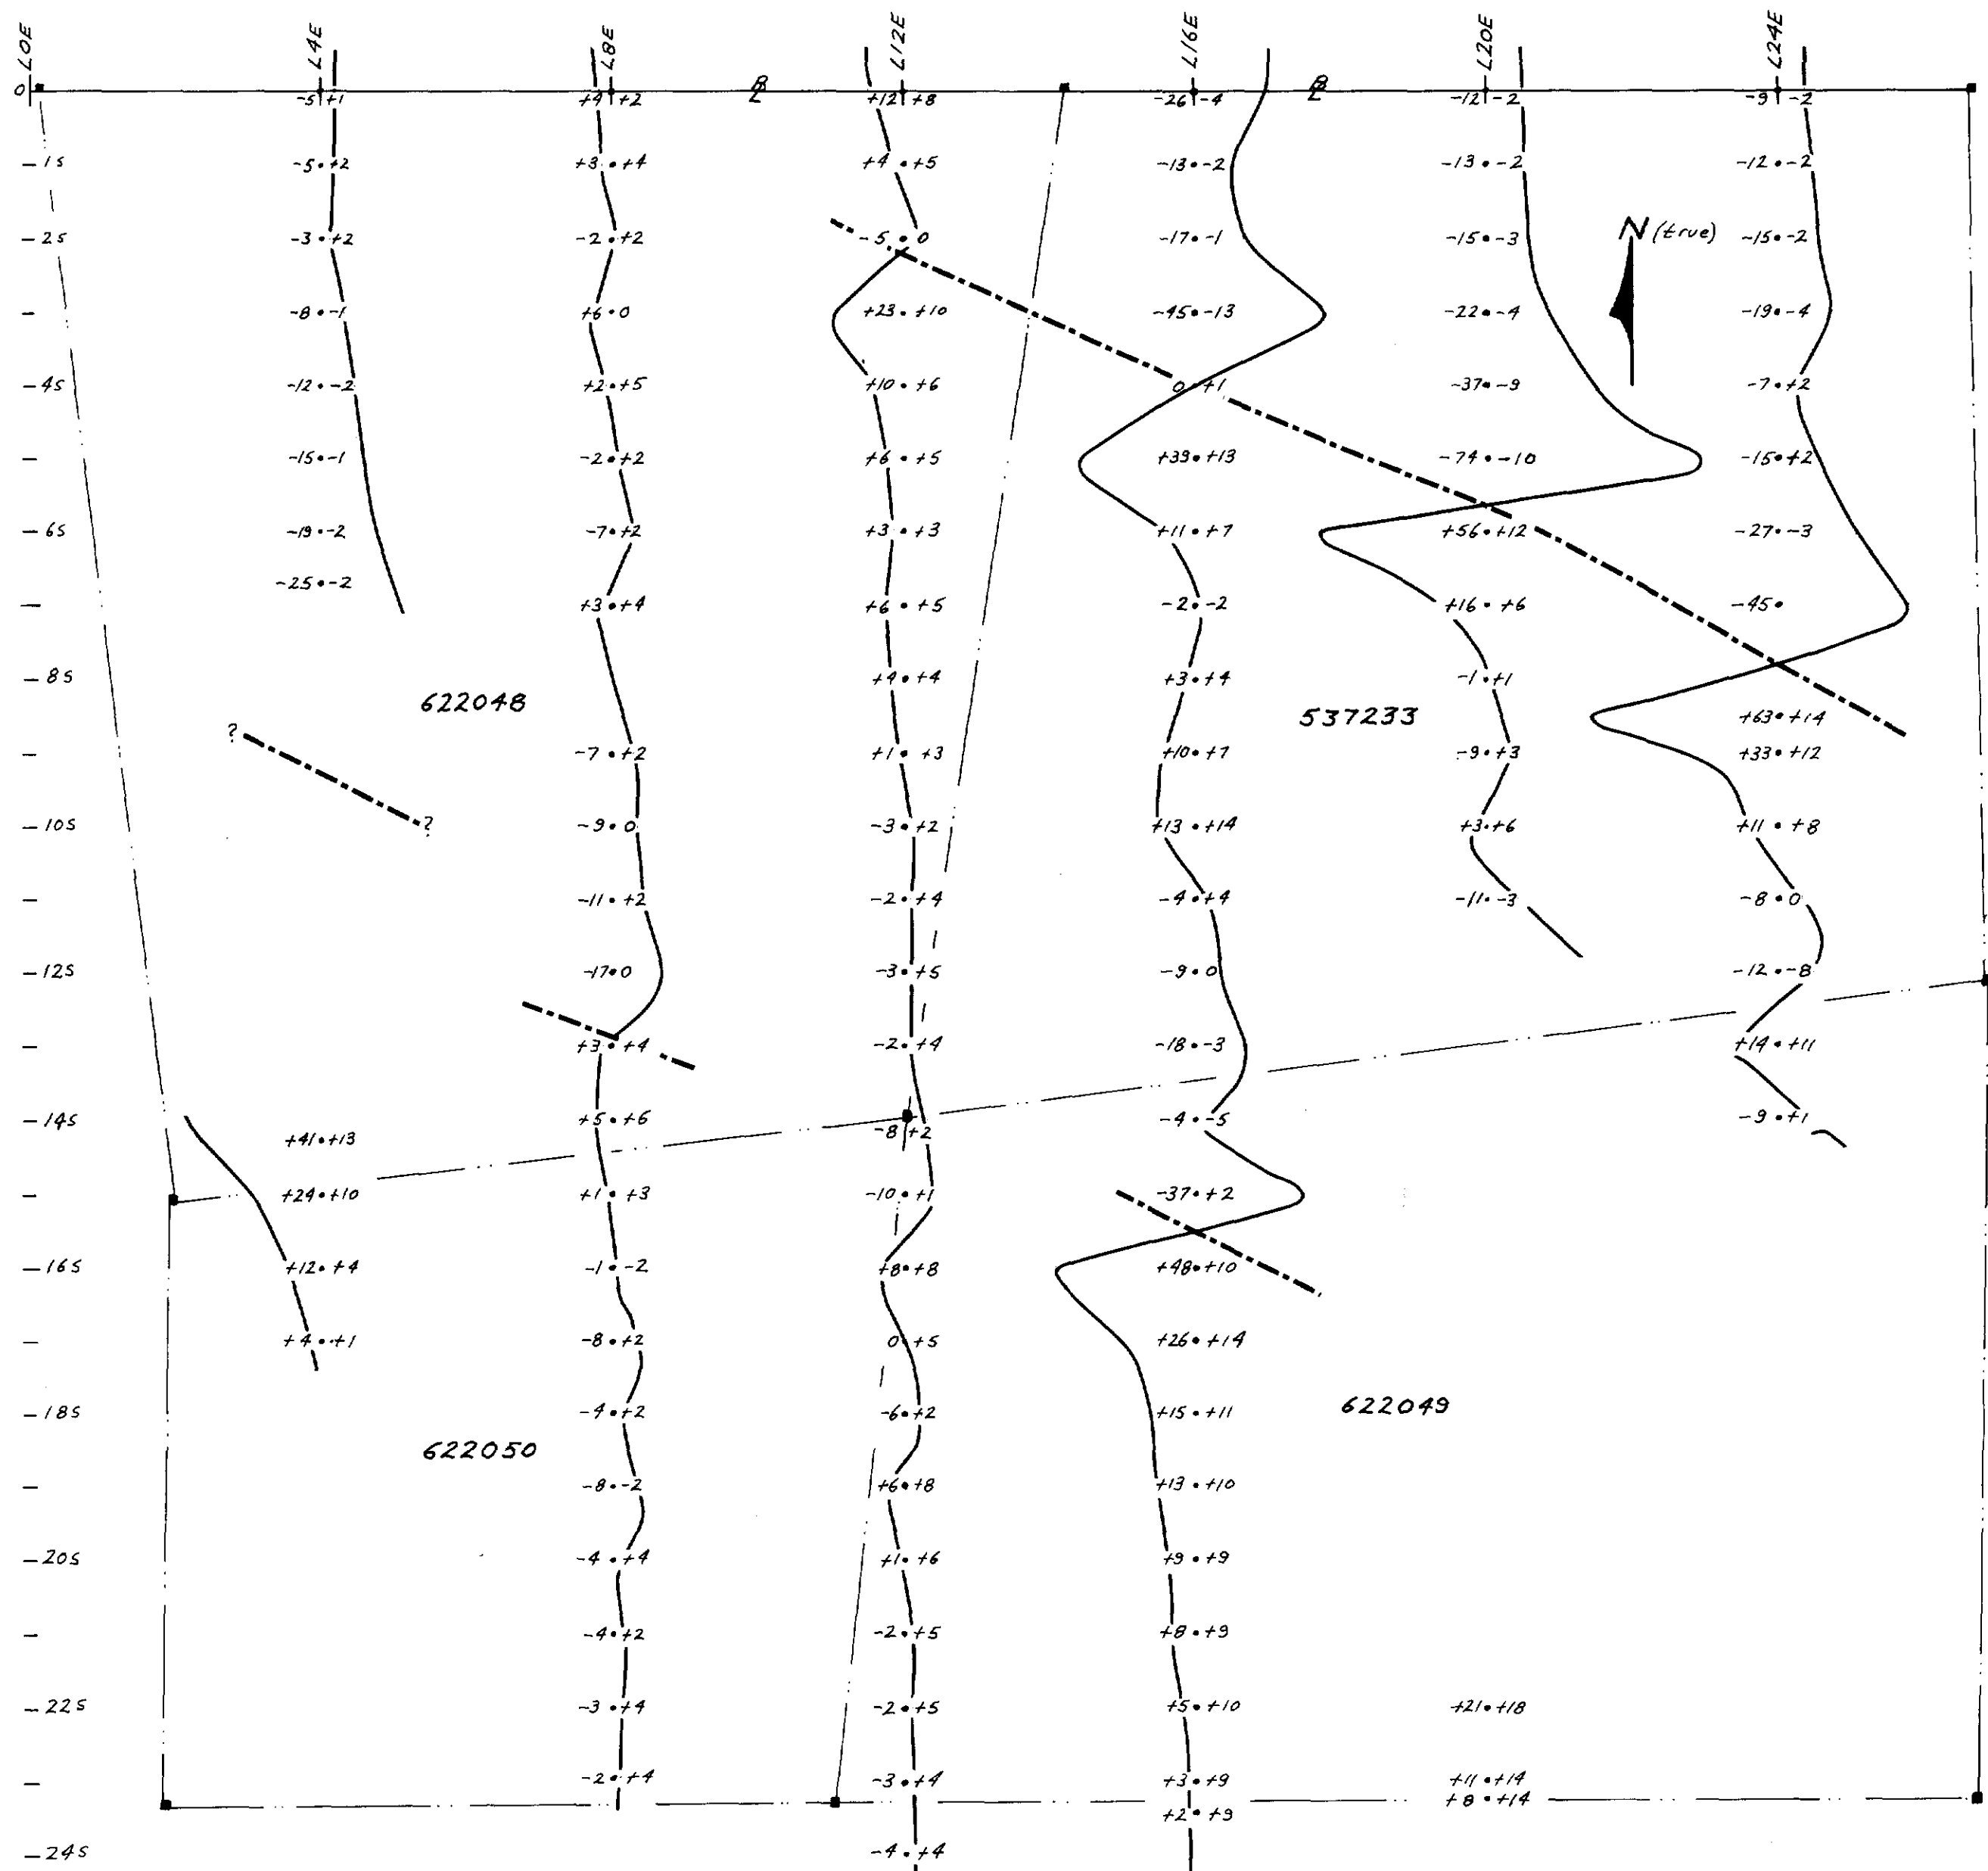 L0E L4E L8E L12E L16E L20E L24E
0 -5 +1 +4 +2 BL +12 +8 -26 -4 BL -12 -2 -9 -2
1S -5 +2 +3 +4 +4 +5 -13 -2 -13 -2 -12 -2
2S -3 +2 -2 +2 -5 0 -17 -1 -15 -3 N (true) -15 -2
-8 -1 +6 0 +23 +10 -45 -13 -22 -4 -19 -4
4S -12 -2 +2 +5 +10 +6 0 +1 -37 -9 -7 +2
-15 -1 -2 +2 +6 +5 +39 +13 -74 -10 -15 +2
6S -19 -2 -7 +2 +3 +3 +11 +7 +56 +12 -27 -3
-25 -2
+3 +4 +6 +5 -2 -2 +16 +6 -45
8S +4 +4 +3 +4 -1 +1
622048 537233 +63 +14
? -7 +2 +1 +3 +10 +7 -9 +3 +33 +12
10S ? -9 0 -3 +2 +13 +14 +3 +6 +11 +8
-11 +2 -2 +4 -4 +4 -11 -3 -8 0
12S -17 0 -3 +5 -9 0 -12 -8
+3 +4 -2 +4 -18 -3 +14 +11
14S +5 +6 -4 -5 -9 +1
+41 +13 -8 +2
+24 +10 +1 +3 -10 +1 -37 +2
16S +12 +4 -1 -2 +8 +8 +48 +10
+4 +1 -8 +2 0 +5 +26 +14
18S -4 +2 -6 +2 +15 +11 622049
622050
-8 -2 +6 +8 +13 +10
20S -4 +4 +1 +6 +9 +9
-4 +2 -2 +5 +8 +9
22S -3 +4 -2 +5 +5 +10 +21 +18
-2 +4 -3 +4 +3 +9 +11 +14
+2 +9 +8 +14
24S -4 +4